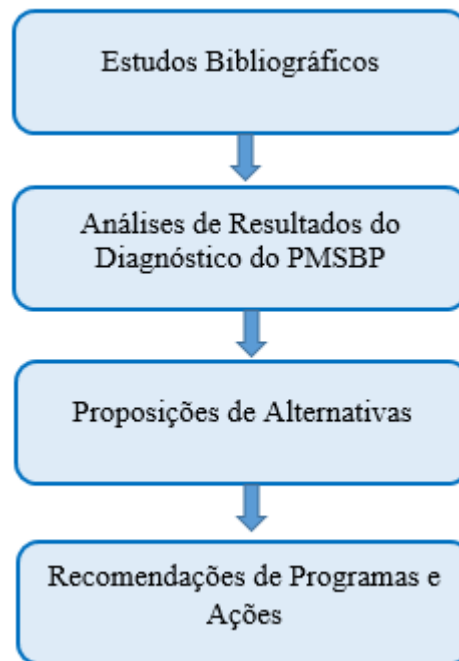 Estudos Bibliográficos
Análises de Resultados do
Diagnóstico do PMSBP
Proposições de Alternativas
Recomendações de Programas e
Ações